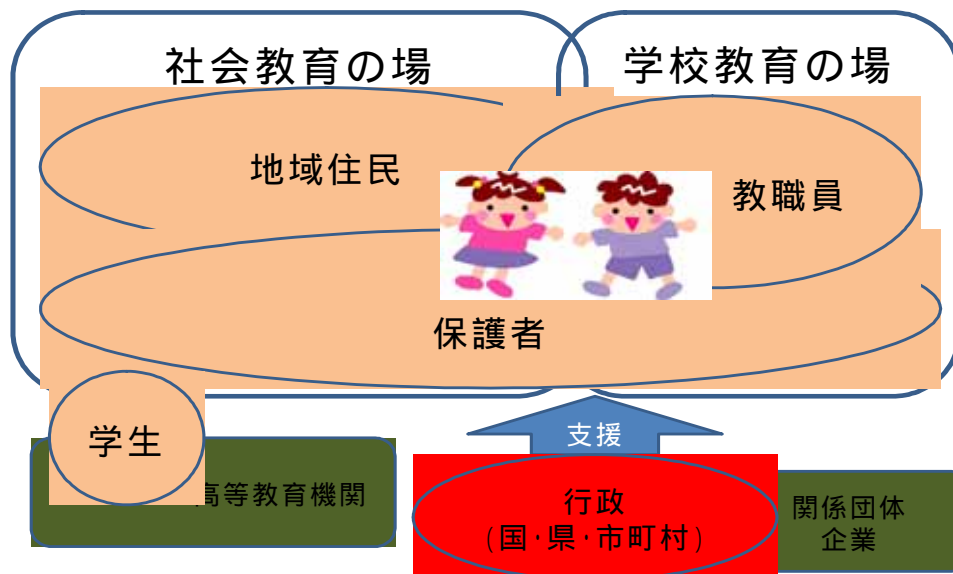 社会教育の場
学校教育の場
地域住民
教職員
保護者
学生
支援
高等教育機関
行政
(国・県・市町村)
関係団体
企業